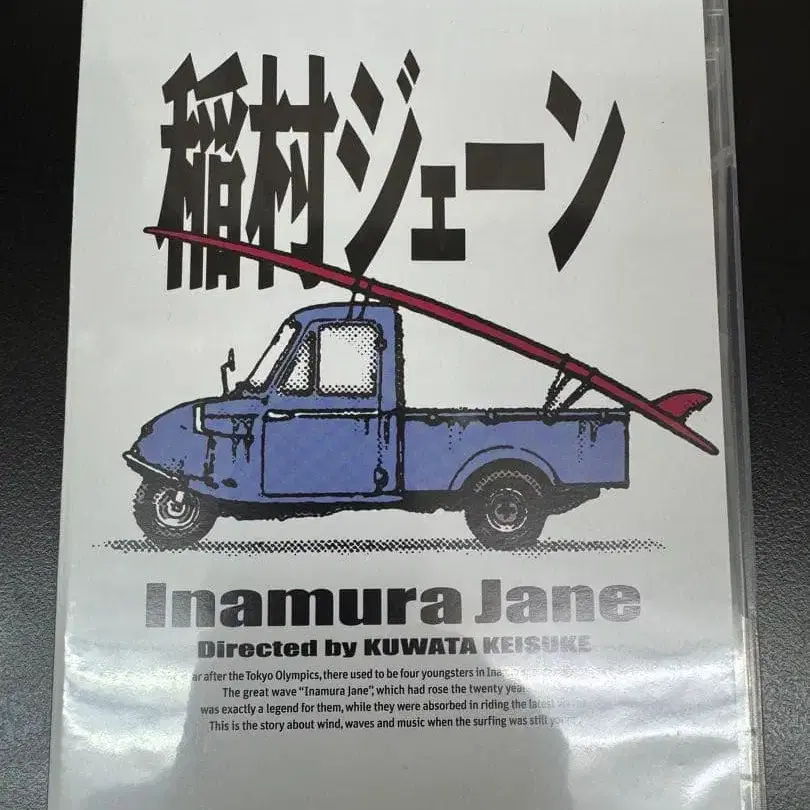 稲村ジェーン
Inamura Jane
Directed by KUWATA KEISUKE
after the Tokyo Olympics, there used to be four youngsters in
The great wave "Inamura Jane", which had rose the twenty
was exactly a legend for them, while they were absorbed in riding the latest
This is the story about wind, waves and music when the surfing was still